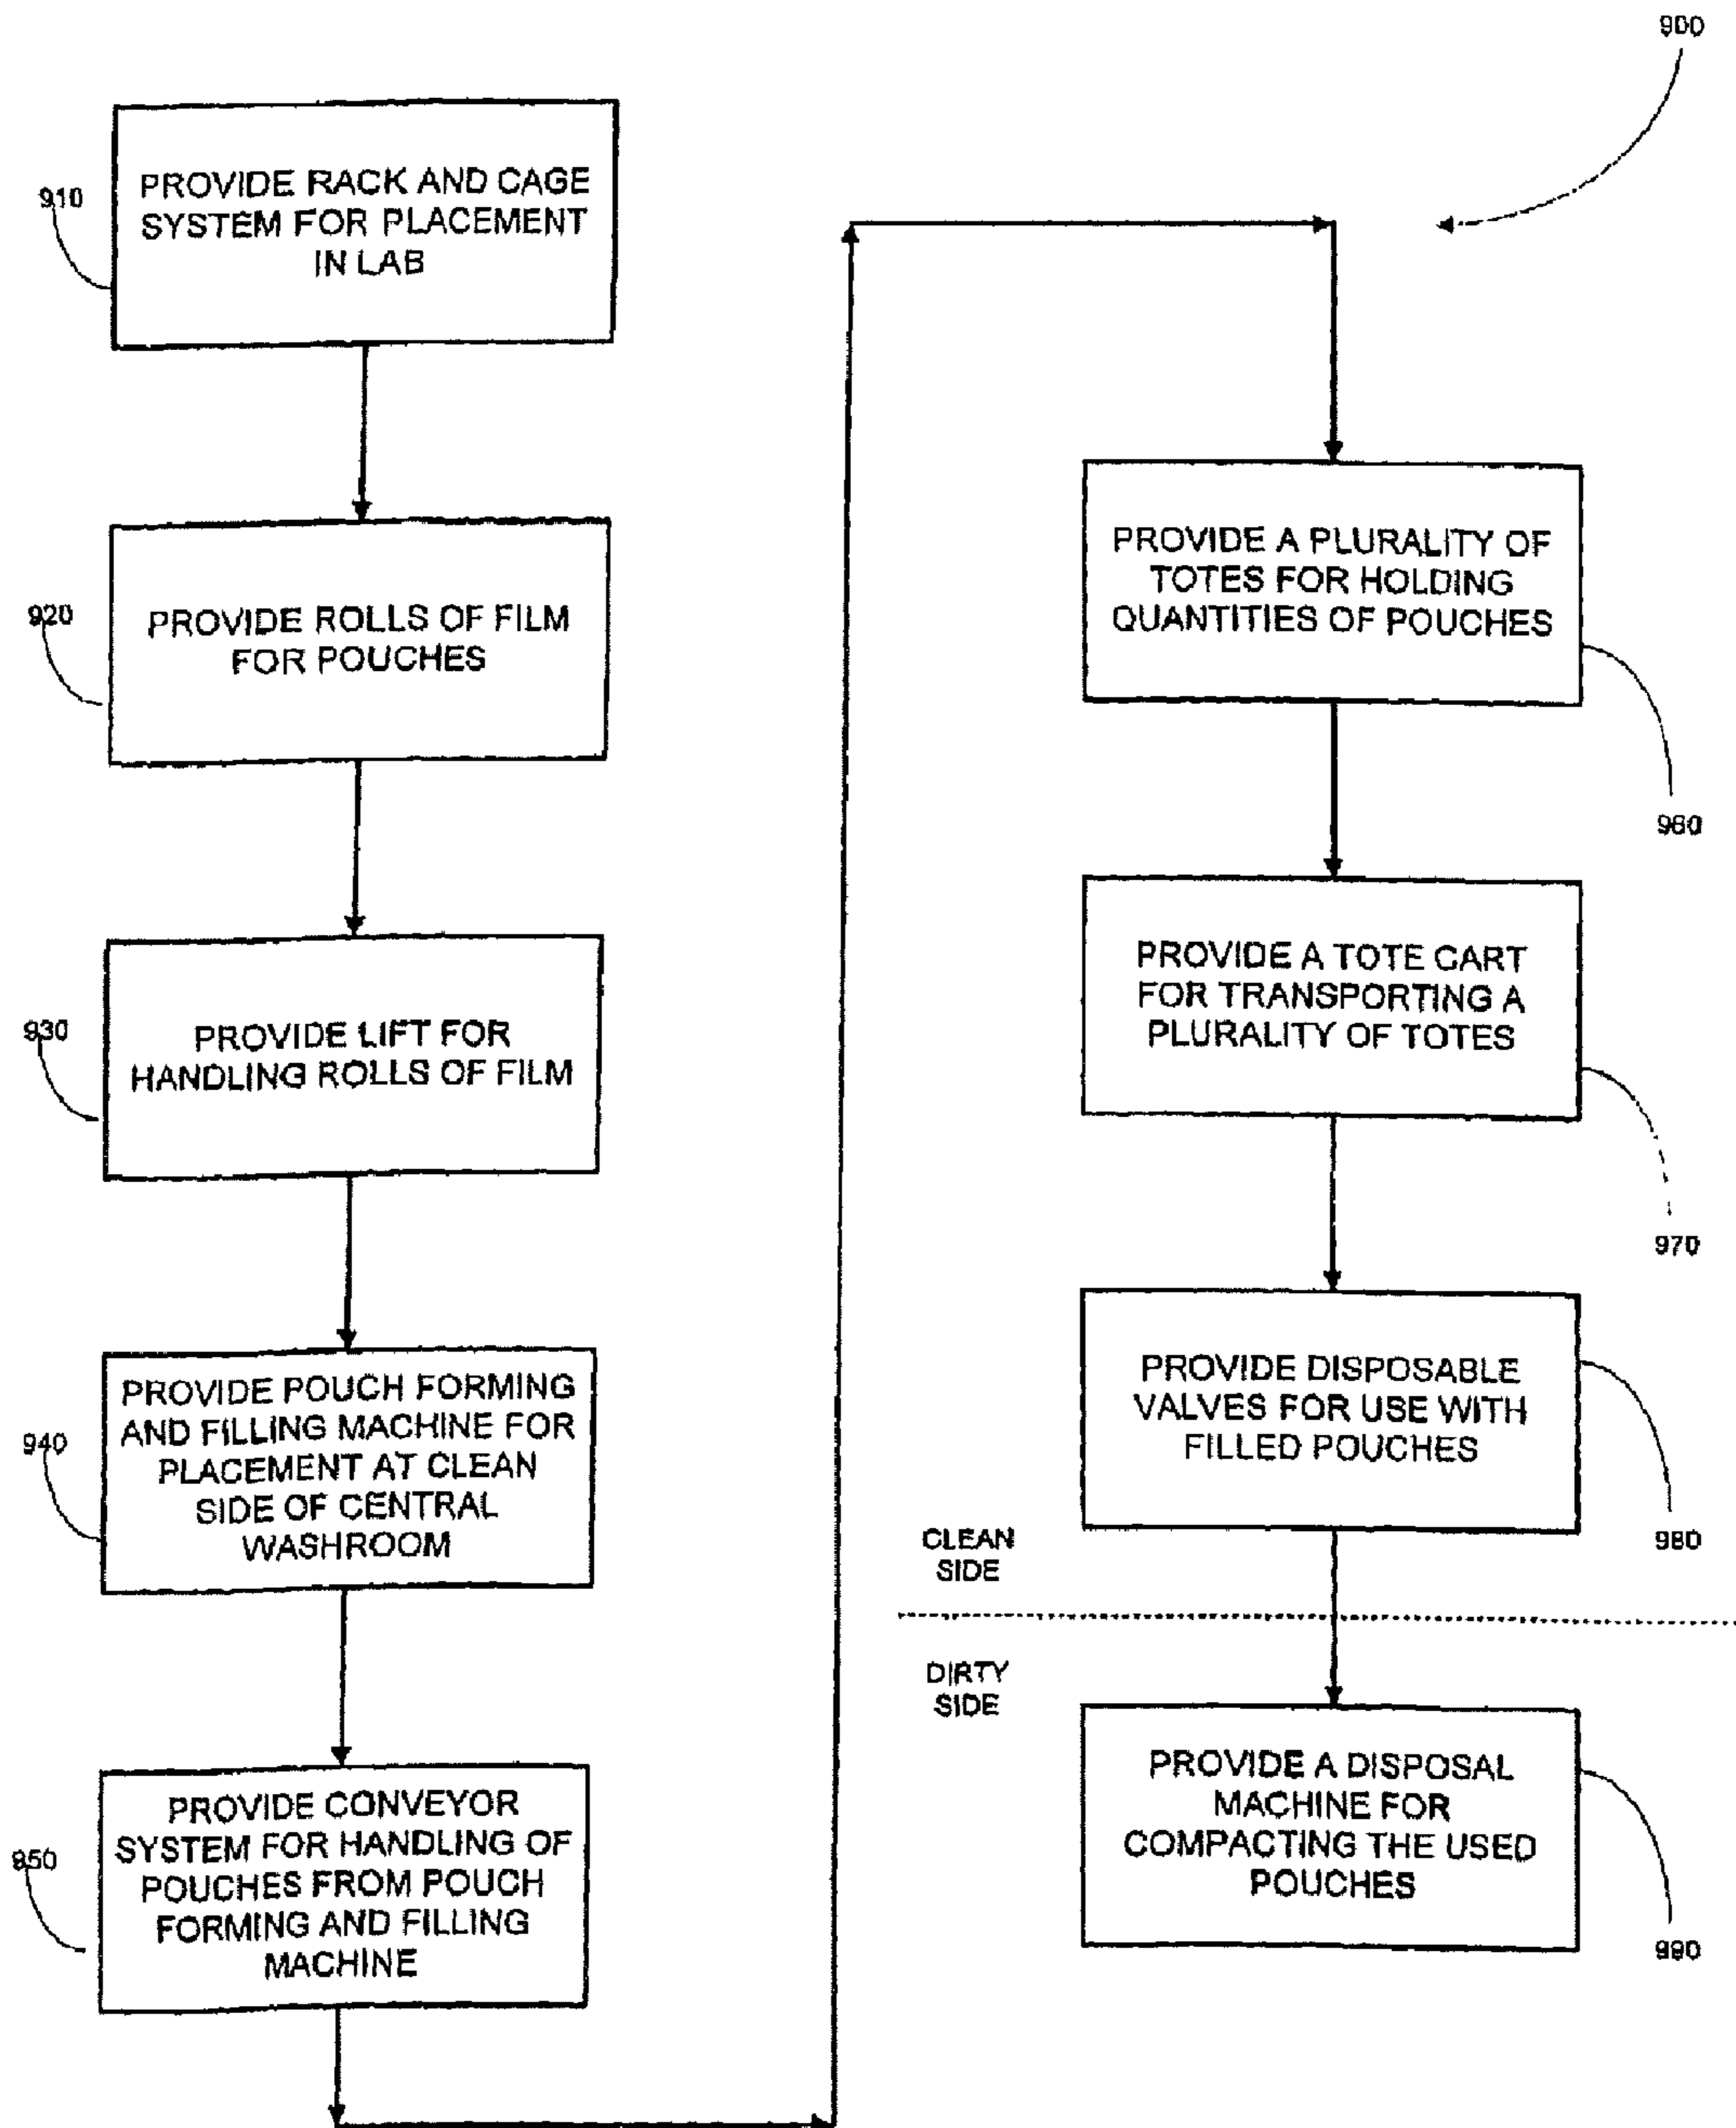 900
910
PROVIDE RACK AND CAGE
SYSTEM FOR PLACEMENT
IN LAB
920
PROVIDE ROLLS OF FILM
FOR POUCHES
930
PROVIDE LIFT FOR
HANDLING ROLLS OF FILM
940
PROVIDE POUCH FORMING
AND FILLING MACHINE FOR
PLACEMENT AT CLEAN
SIDE OF CENTRAL
WASHROOM
950
PROVIDE CONVEYOR
SYSTEM FOR HANDLING OF
POUCHES FROM POUCH
FORMING AND FILLING
MACHINE
PROVIDE A PLURALITY OF
TOTES FOR HOLDING
QUANTITIES OF POUCHES
960
PROVIDE A TOTE CART
FOR TRANSPORTING A
PLURALITY OF TOTES
970
PROVIDE DISPOSABLE
VALVES FOR USE WITH
FILLED POUCHES
980
CLEAN
SIDE
DIRTY
SIDE
PROVIDE A DISPOSAL
MACHINE FOR
COMPACTING THE USED
POUCHES
990